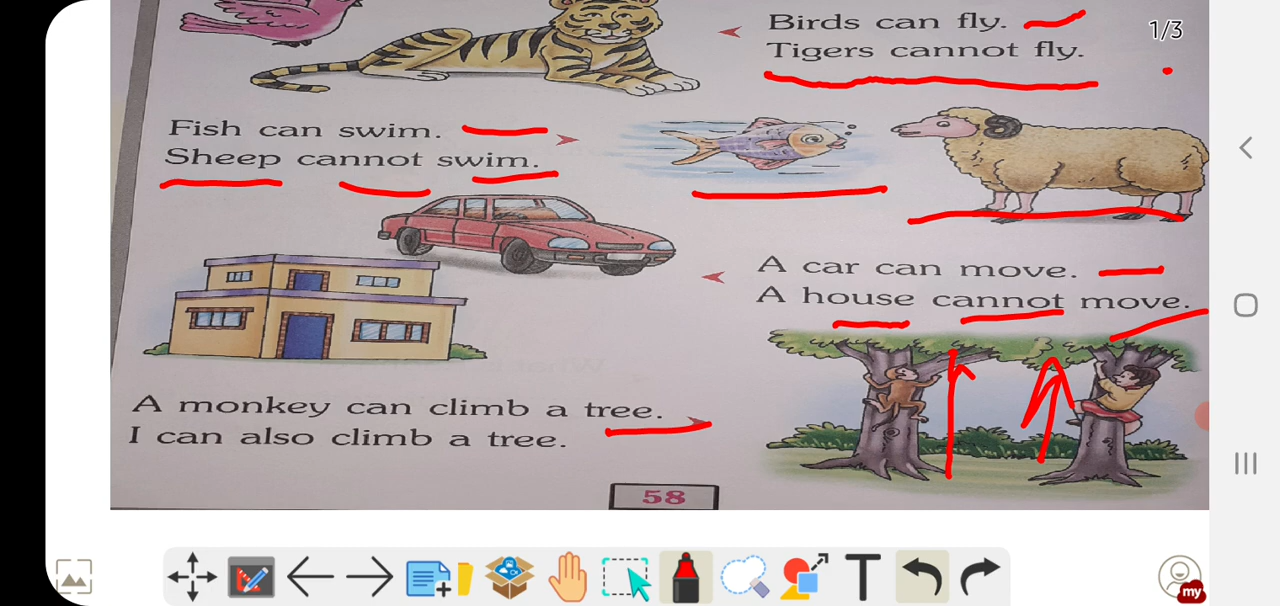 Birds can fly.
Tigers cannot fly.
1/3
Fish can swim.
Sheep cannot swim.
A car can move.
A house cannot move.
A monkey can climb a tree.
I can also climb a tree.
58
T
my